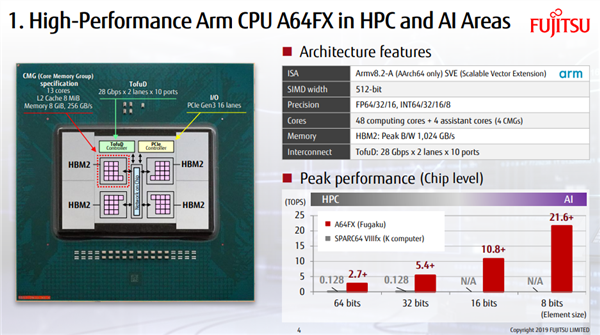 1. High-Performance Arm CPU A64FX in HPC and AI Areas
FUJITSU
CMG (Core Memory Group)
specification
13 cores
L2 Cache 8 MiB
Memory 8 GiB, 256 GB/s
TofuD
28 Gbps x 2 lanes x 10 ports
I/O
PCIe Gen3 16 lanes
TofuD
Controller
PCIe
Controller
HBM2
HBM2
HBM2
HBM2
Network on Chip
Architecture features
ISA Armv8.2-A (AArch64 only) SVE (Scalable Vector Extension)
arm
SIMD width 512-bit
Precision FP64/32/16, INT64/32/16/8
Cores 48 computing cores + 4 assistant cores (4 CMGs)
Memory HBM2: Peak B/W 1,024 GB/s
Interconnect TofuD: 28 Gbps x 2 lanes x 10 ports
Peak performance (Chip level)
(TOPS) HPC AI
25
20
15
10
5
0
A64FX (Fugaku)
SPARC64 VIIIfx (K computer)
0.128 2.7+
0.128 5.4+
N/A 10.8+
N/A 21.6+
64 bits 32 bits 16 bits 8 bits
(Element size)
4
Copyright 2019 FUJITSU LIMITED